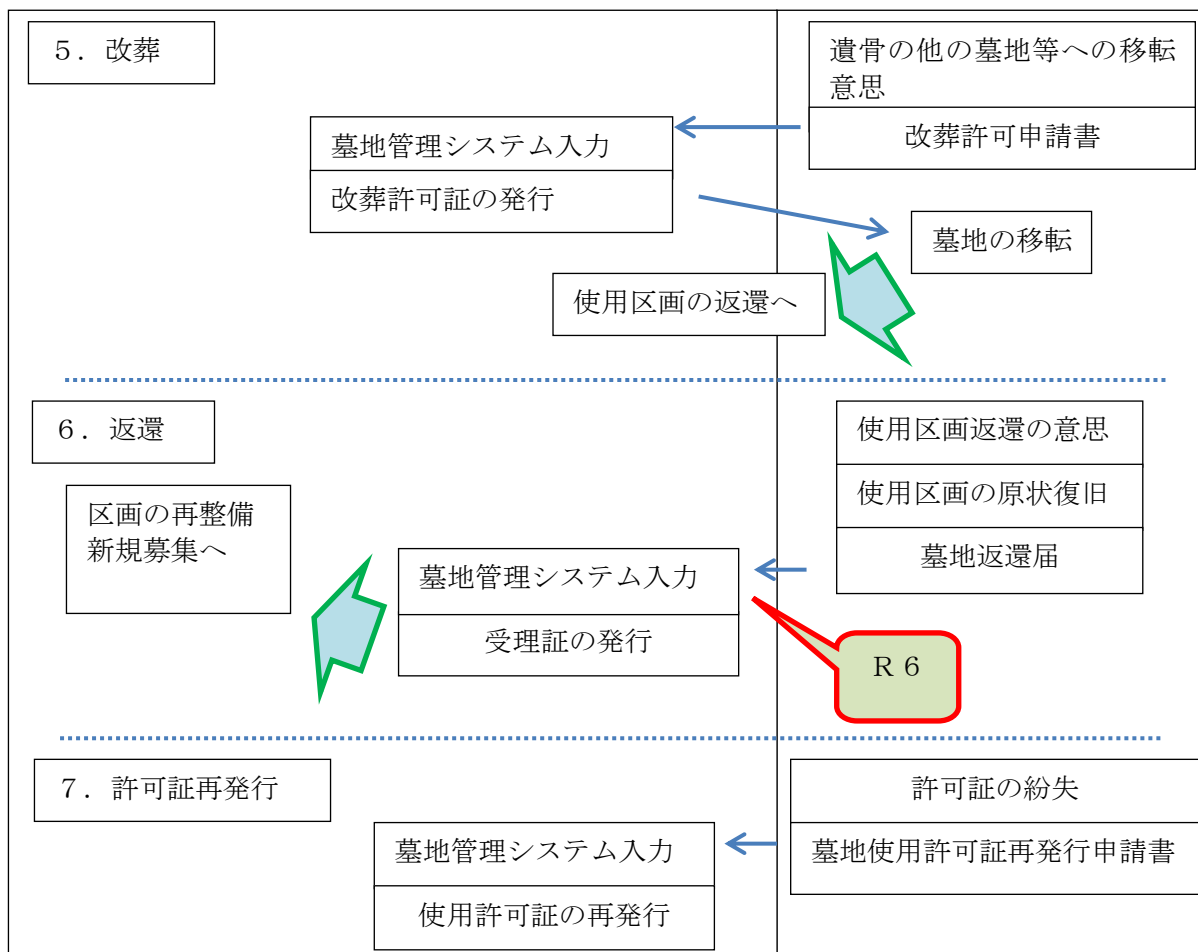 ５．改葬
遺骨の他の墓地等への移転
意思
改葬許可申請書
墓地管理システム入力
改葬許可証の発行
墓地の移転
使用区画の返還へ
６．返還
使用区画返還の意思
使用区画の原状復旧
墓地返還届
区画の再整備
新規募集へ
墓地管理システム入力
受理証の発行
Ｒ６
７．許可証再発行
許可証の紛失
墓地使用許可証再発行申請書
墓地管理システム入力
使用許可証の再発行